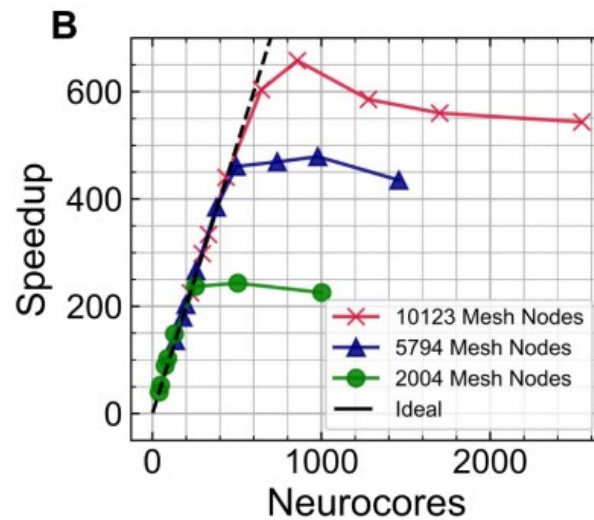 B
Speedup
600
400
200
0
10123 Mesh Nodes
5794 Mesh Nodes
2004 Mesh Nodes
Ideal
0
1000
2000
Neurocores